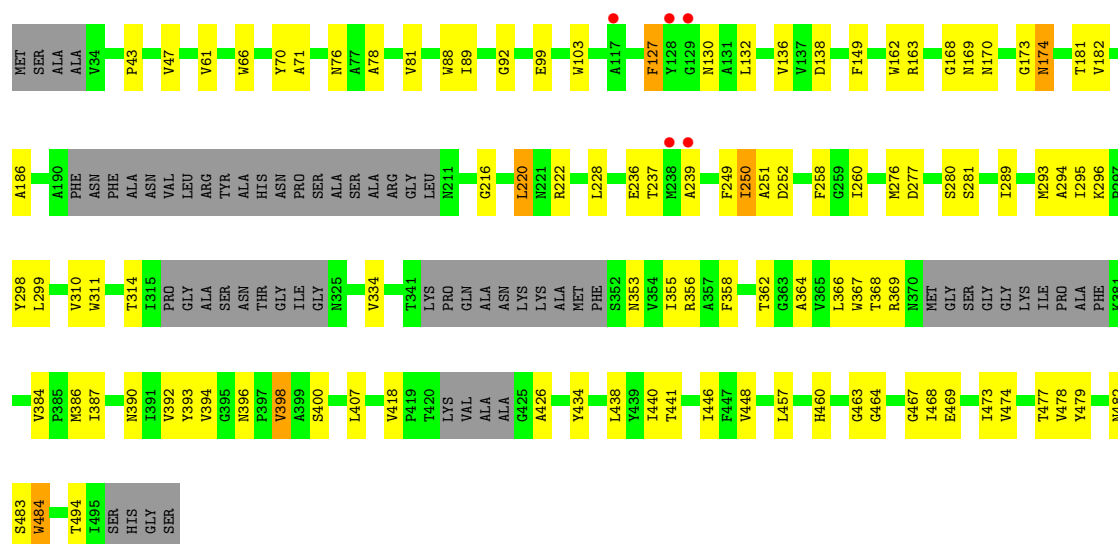 MET SER ALA ALA V34 P43 V47 V61 W66 Y70 A71 N76 A77 A78 V81 W88 I89 G92 E99 W103 A117 F127 Y128 G129 N130 A131 L132 V136 V137 D138 F149 W162 R163 G168 N169 N170 G173 N174 T181 V182
A186 A190 PHE ASN PHE ALA ASN VAL LEU ARG TYR ALA HIS ASN PRO SER ALA SER ALA ARG GLY LEU N211 G216 L220 N221 R222 L228 E236 T237 M238 A239 F249 I250 A251 D252 F258 G259 I260 M276 D277 S280 S281 I289 M293 A294 I295 K296
Y298 L299 V310 W311 T314 I315 PRO GLY ALA SER ASN THR GLY ILE GLY N325 V334 T341 LYS PRO GLN ALA ASN LYS LYS ALA MET PHE S352 N353 V354 I355 R356 A357 F358 T362 G363 A364 V365 L366 W367 T368 R369 N370 MET GLY SER GLY GLY LYS ILE PRO ALA PHE
V384 P385 M386 I387 N390 I391 V392 Y393 V394 G395 N396 P397 V398 A399 S400 L407 V418 P419 T420 LYS VAL ALA ALA G425 A426 Y434 L438 Y439 I440 T441 I446 F447 V448 L457 H460 G463 G464 G467 I468 E469 I473 V474 T477 V478 Y479
S483 W484 T494 I495 SER HIS GLY SER